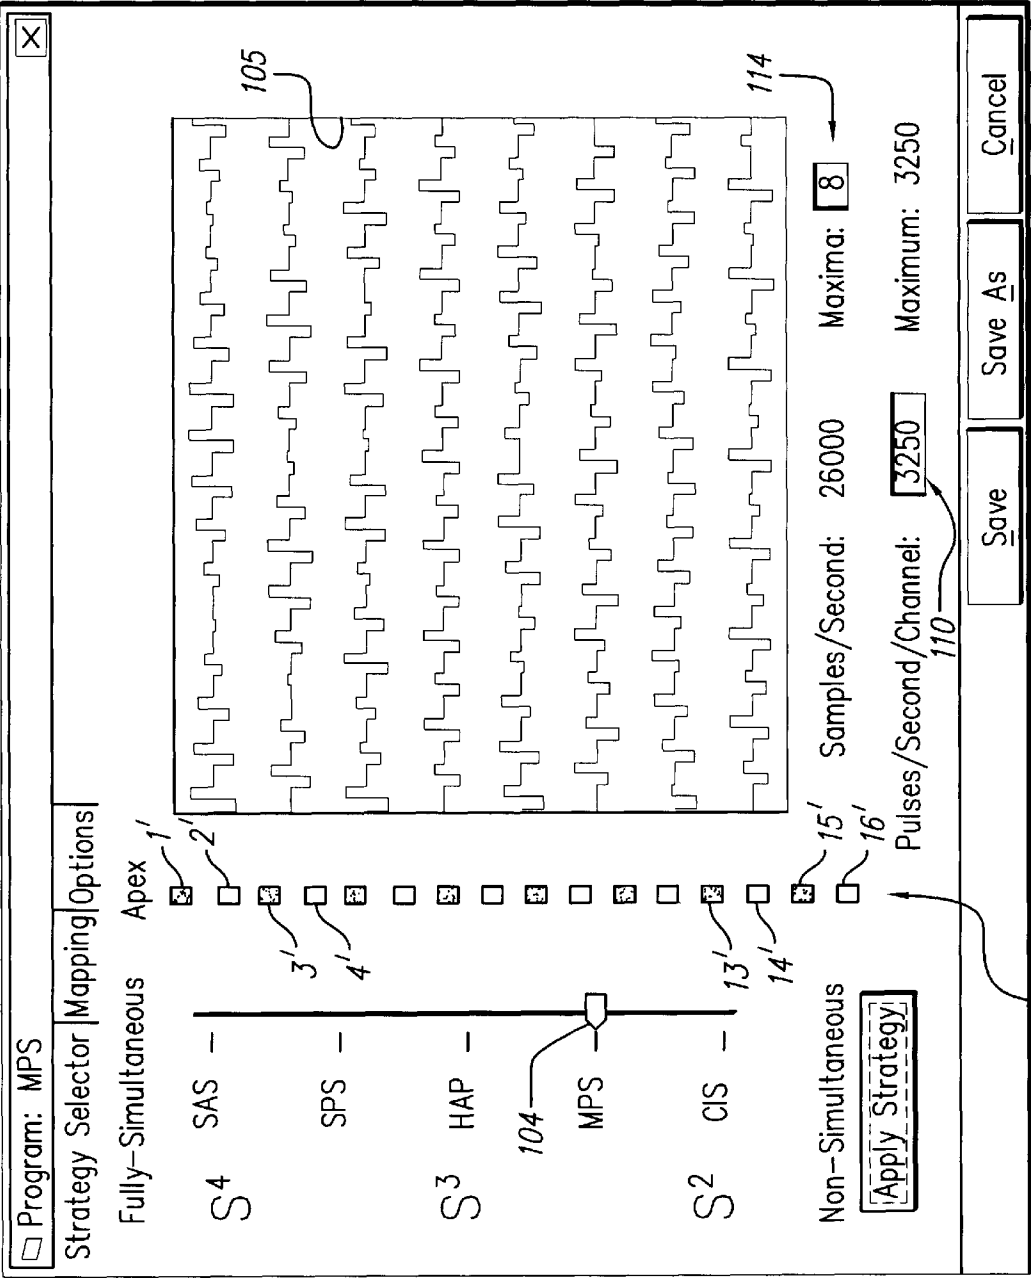 Program: MPS
X
Strategy Selector
Mapping
Options
Fully-Simultaneous
Apex
S4
SAS
SPS
S3
HAP
MPS
S2
CIS
Non-Simultaneous
Apply Strategy
104
1'
2'
3'
4'
13'
14'
15'
16'
105
Samples/Second: 26000
Maxima: 8
114
Pulses/Second/Channel: 3250
Maximum: 3250
110
Save
Save As
Cancel